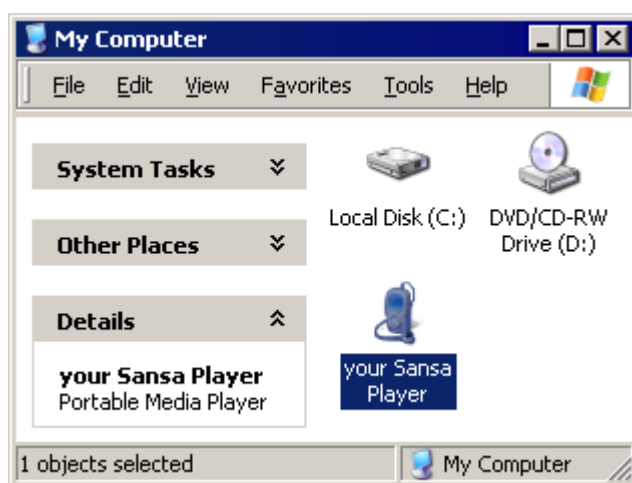 My Computer
File Edit View Favorites Tools Help
System Tasks
Other Places
Details
your Sansa Player
Portable Media Player
Local Disk (C:)
DVD/CD-RW
Drive (D:)
your Sansa
Player
1 objects selected
My Computer